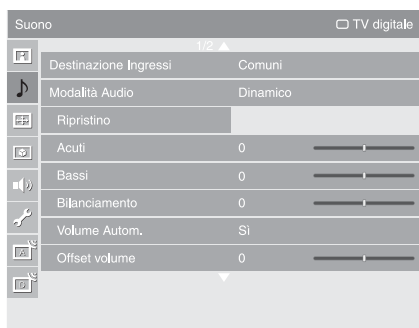 Suono TV digitale
1/2
Destinazione Ingressi Comuni
Modalità Audio Dinamico
Ripristino
Acuti 0
Bassi 0
Bilanciamento 0
Volume Autom. Sì
Offset volume 0